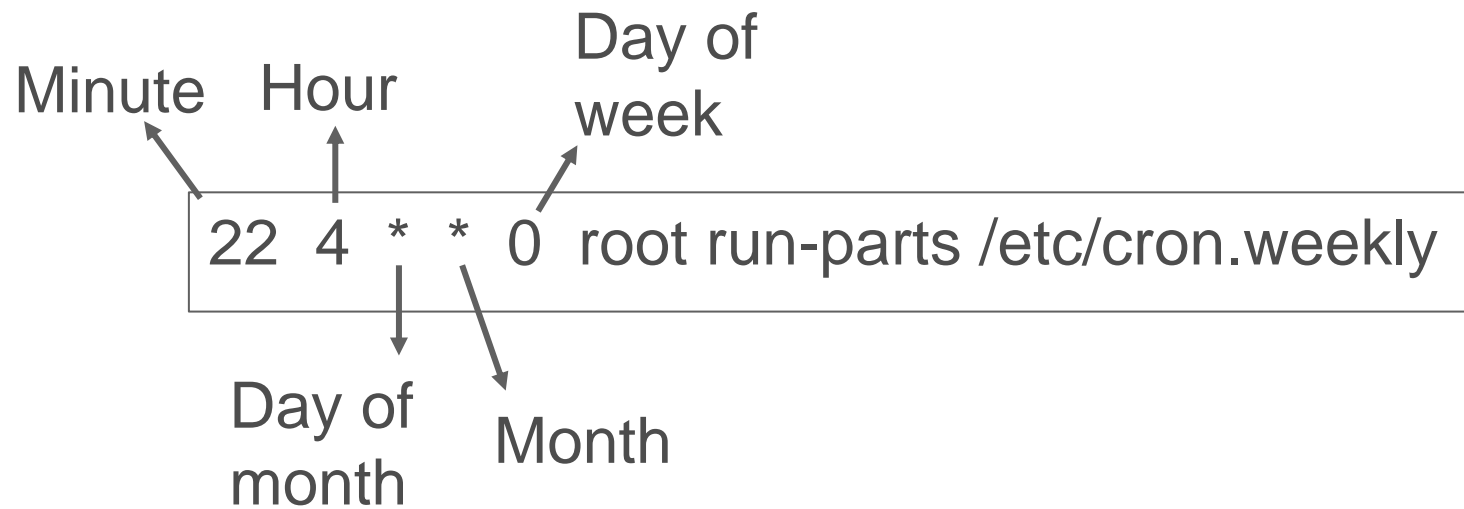 Day of
week
Minute
Hour
22 4 * * 0 root run-parts /etc/cron.weekly
Day of
month
Month